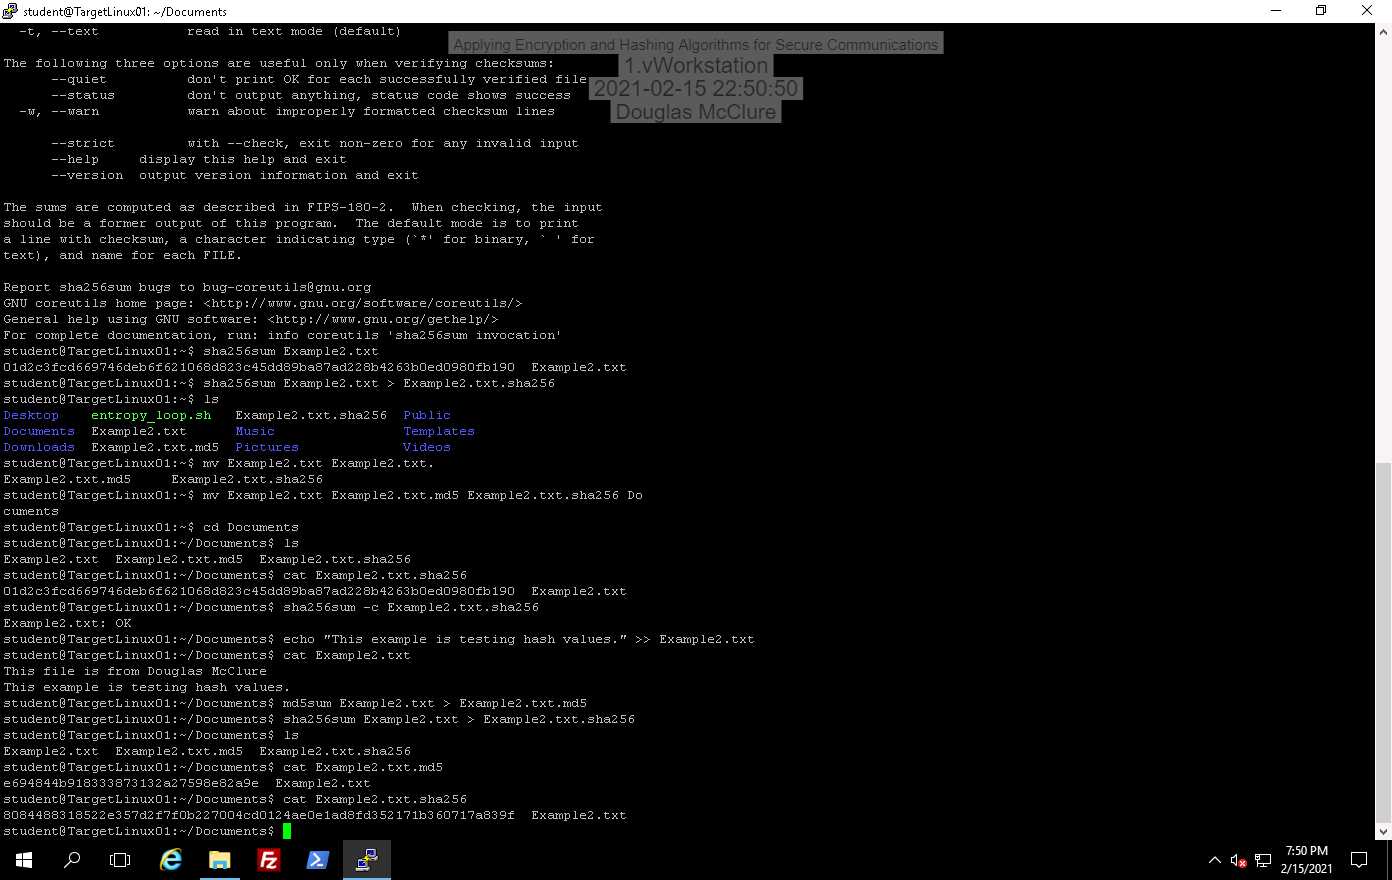 student@TargetLinux01: ~/Documents
-t, --text read in text mode (default)
Applying Encryption and Hashing Algorithms for Secure Communications
The following three options are useful only when verifying checksums:
1.vWorkstation
--quiet don't print OK for each successfully verified file
2021-02-15 22:50:50
--status don't output anything, status code shows success
-w, --warn warn about improperly formatted checksum lines
Douglas McClure
--strict with --check, exit non-zero for any invalid input
--help display this help and exit
--version output version information and exit
The sums are computed as described in FIPS-180-2. When checking, the input
should be a former output of this program. The default mode is to print
a line with checksum, a character indicating type (`*' for binary, ` ' for
text), and name for each FILE.
Report sha256sum bugs to bug-coreutils@gnu.org
GNU coreutils home page: <http://www.gnu.org/software/coreutils/>
General help using GNU software: <http://www.gnu.org/gethelp/>
For complete documentation, run: info coreutils 'sha256sum invocation'
student@TargetLinux01:~$ sha256sum Example2.txt
01d2c3fcd669746deb6f621068d823c45dd89ba87ad228b4263b0ed0980fb190 Example2.txt
student@TargetLinux01:~$ sha256sum Example2.txt > Example2.txt.sha256
student@TargetLinux01:~$ ls
Desktop entropy_loop.sh Example2.txt.sha256 Public
Documents Example2.txt Music Templates
Downloads Example2.txt.md5 Pictures Videos
student@TargetLinux01:~$ mv Example2.txt Example2.txt.
Example2.txt.md5 Example2.txt.sha256
student@TargetLinux01:~$ mv Example2.txt Example2.txt.md5 Example2.txt.sha256 Do
cuments
student@TargetLinux01:~$ cd Documents
student@TargetLinux01:~/Documents$ ls
Example2.txt Example2.txt.md5 Example2.txt.sha256
student@TargetLinux01:~/Documents$ cat Example2.txt.sha256
01d2c3fcd669746deb6f621068d823c45dd89ba87ad228b4263b0ed0980fb190 Example2.txt
student@TargetLinux01:~/Documents$ sha256sum -c Example2.txt.sha256
Example2.txt: OK
student@TargetLinux01:~/Documents$ echo "This example is testing hash values." >> Example2.txt
student@TargetLinux01:~/Documents$ cat Example2.txt
This file is from Douglas McClure
This example is testing hash values.
student@TargetLinux01:~/Documents$ md5sum Example2.txt > Example2.txt.md5
student@TargetLinux01:~/Documents$ sha256sum Example2.txt > Example2.txt.sha256
student@TargetLinux01:~/Documents$ ls
Example2.txt Example2.txt.md5 Example2.txt.sha256
student@TargetLinux01:~/Documents$ cat Example2.txt.md5
e694844b918333873132a27598e82a9e Example2.txt
student@TargetLinux01:~/Documents$ cat Example2.txt.sha256
8084488318522e357d2f7f0b227004cd0124ae0e1ad8fd352171b360717a839f Example2.txt
student@TargetLinux01:~/Documents$
7:50 PM
2/15/2021